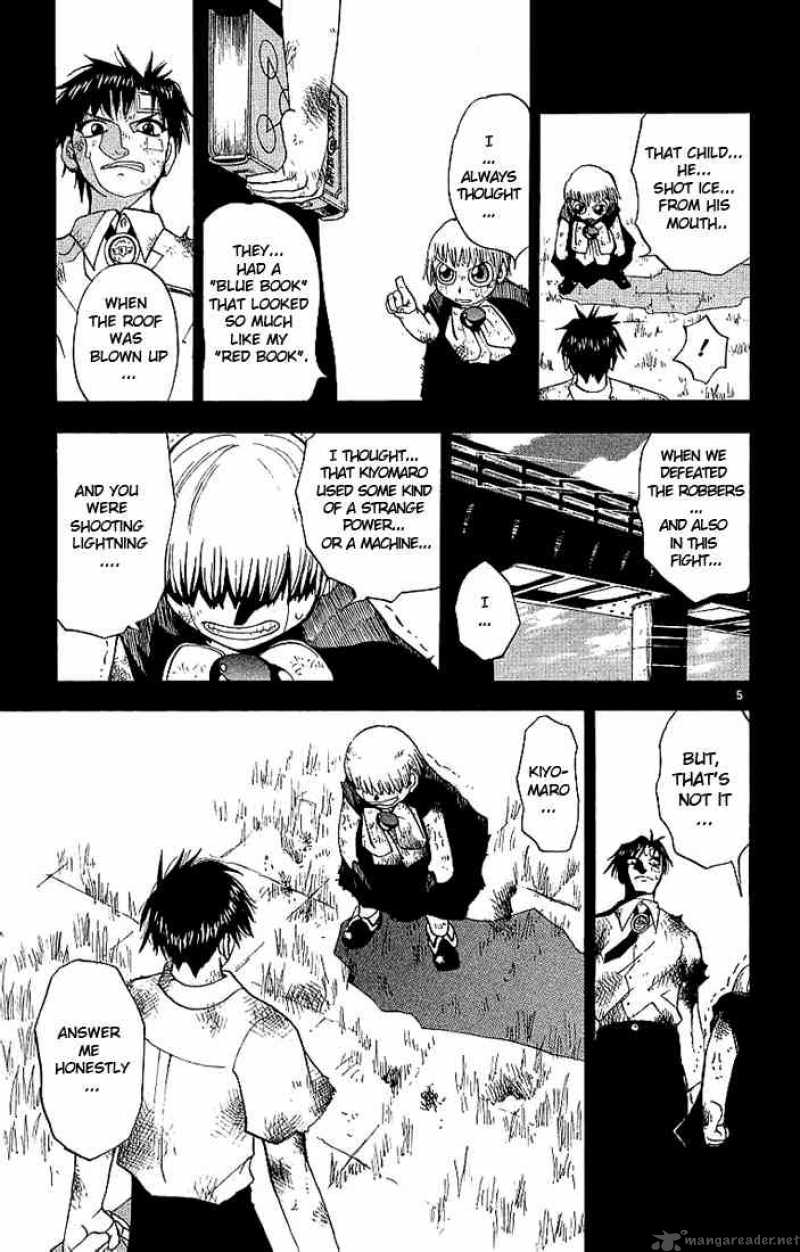 THAT CHILD...
HE...
SHOT ICE...
FROM HIS
MOUTH..
!
I
...
ALWAYS
THOUGHT
...
THEY...
HAD A
"BLUE BOOK"
THAT LOOKED
SO MUCH
LIKE MY
"RED BOOK".
WHEN
THE ROOF
WAS
BLOWN UP
...
WHEN WE
DEFEATED
THE ROBBERS
...
AND ALSO
IN THIS
FIGHT...
I
...
I THOUGHT...
THAT KIYOMARO
USED SOME KIND
OF A STRANGE
POWER...
OR A MACHINE...
AND YOU
WERE
SHOOTING
LIGHTNING
....
5
BUT,
THAT'S
NOT IT
...
KIYO-
MARO
...
ANSWER
ME
HONESTLY
...
mangareader.net